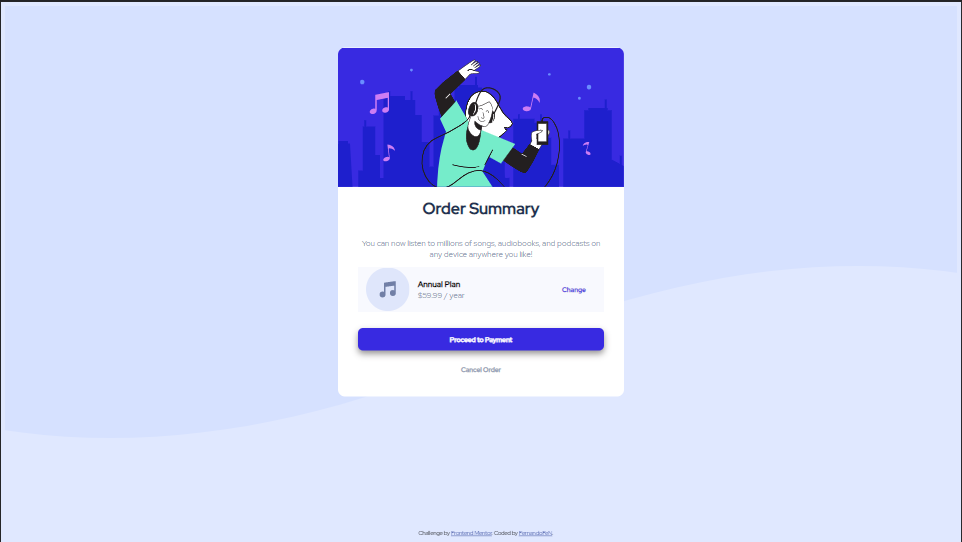 Order Summary
You can now listen to millions of songs, audiobooks, and podcasts on
any device anywhere you like!
Annual Plan
$59.99 / year
Change
Proceed to Payment
Cancel Order
Challenge by Frontend Mentor. Coded by